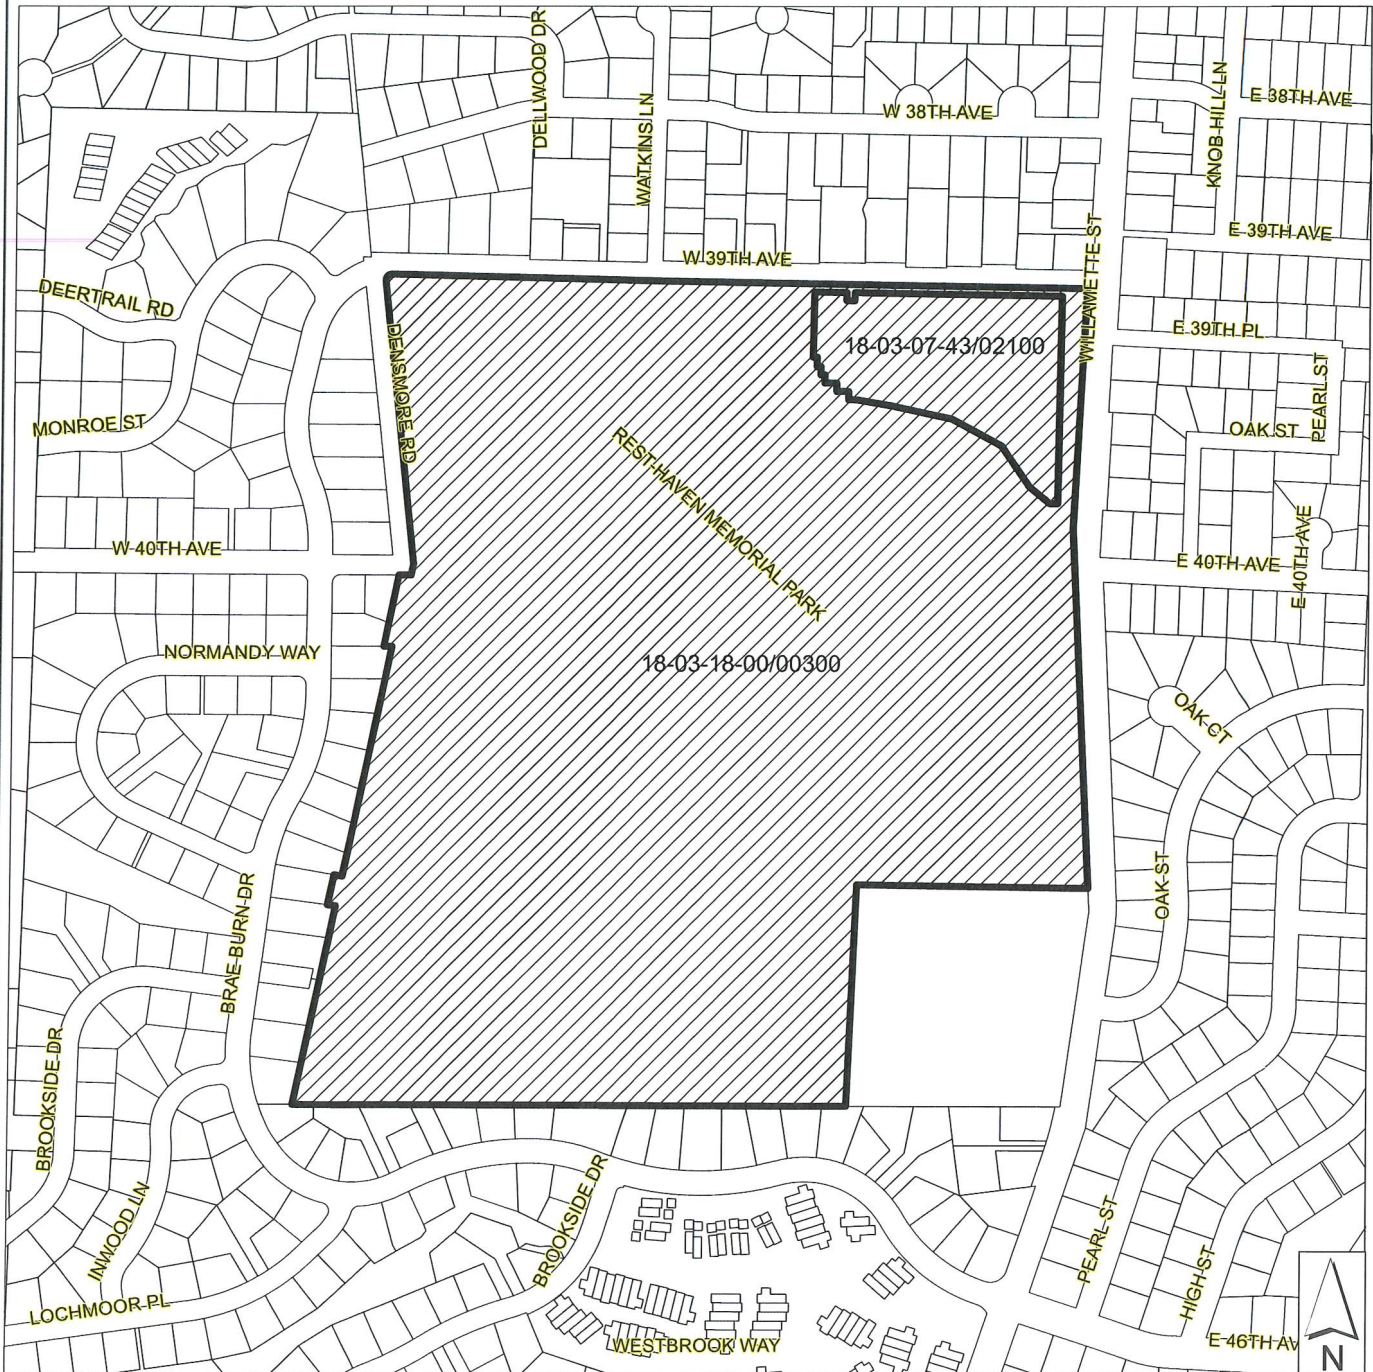 DELLWOOD DR
WATKINS LN
W 38TH AVE
KNOB HILL LN
E 38TH AVE
E 39TH AVE
W 39TH AVE
WILLAMETTE ST
DEERTRAIL RD
DENSMORE RD
18-03-07-43/02100
E 39TH PL
PEARL ST
MONROE ST
OAK ST
REST-HAVEN MEMORIAL PARK
W 40TH AVE
E 40TH AVE
E 40TH AVE
NORMANDY WAY
18-03-18-00/00300
OAK CT
OAK ST
BRAE BURN DR
BROOKSIDE DR
INWOOD LN
BROOKSIDE DR
PEARL ST
HIGH ST
LOCHMOOR PL
WESTBROOK WAY
E 46TH AV
N